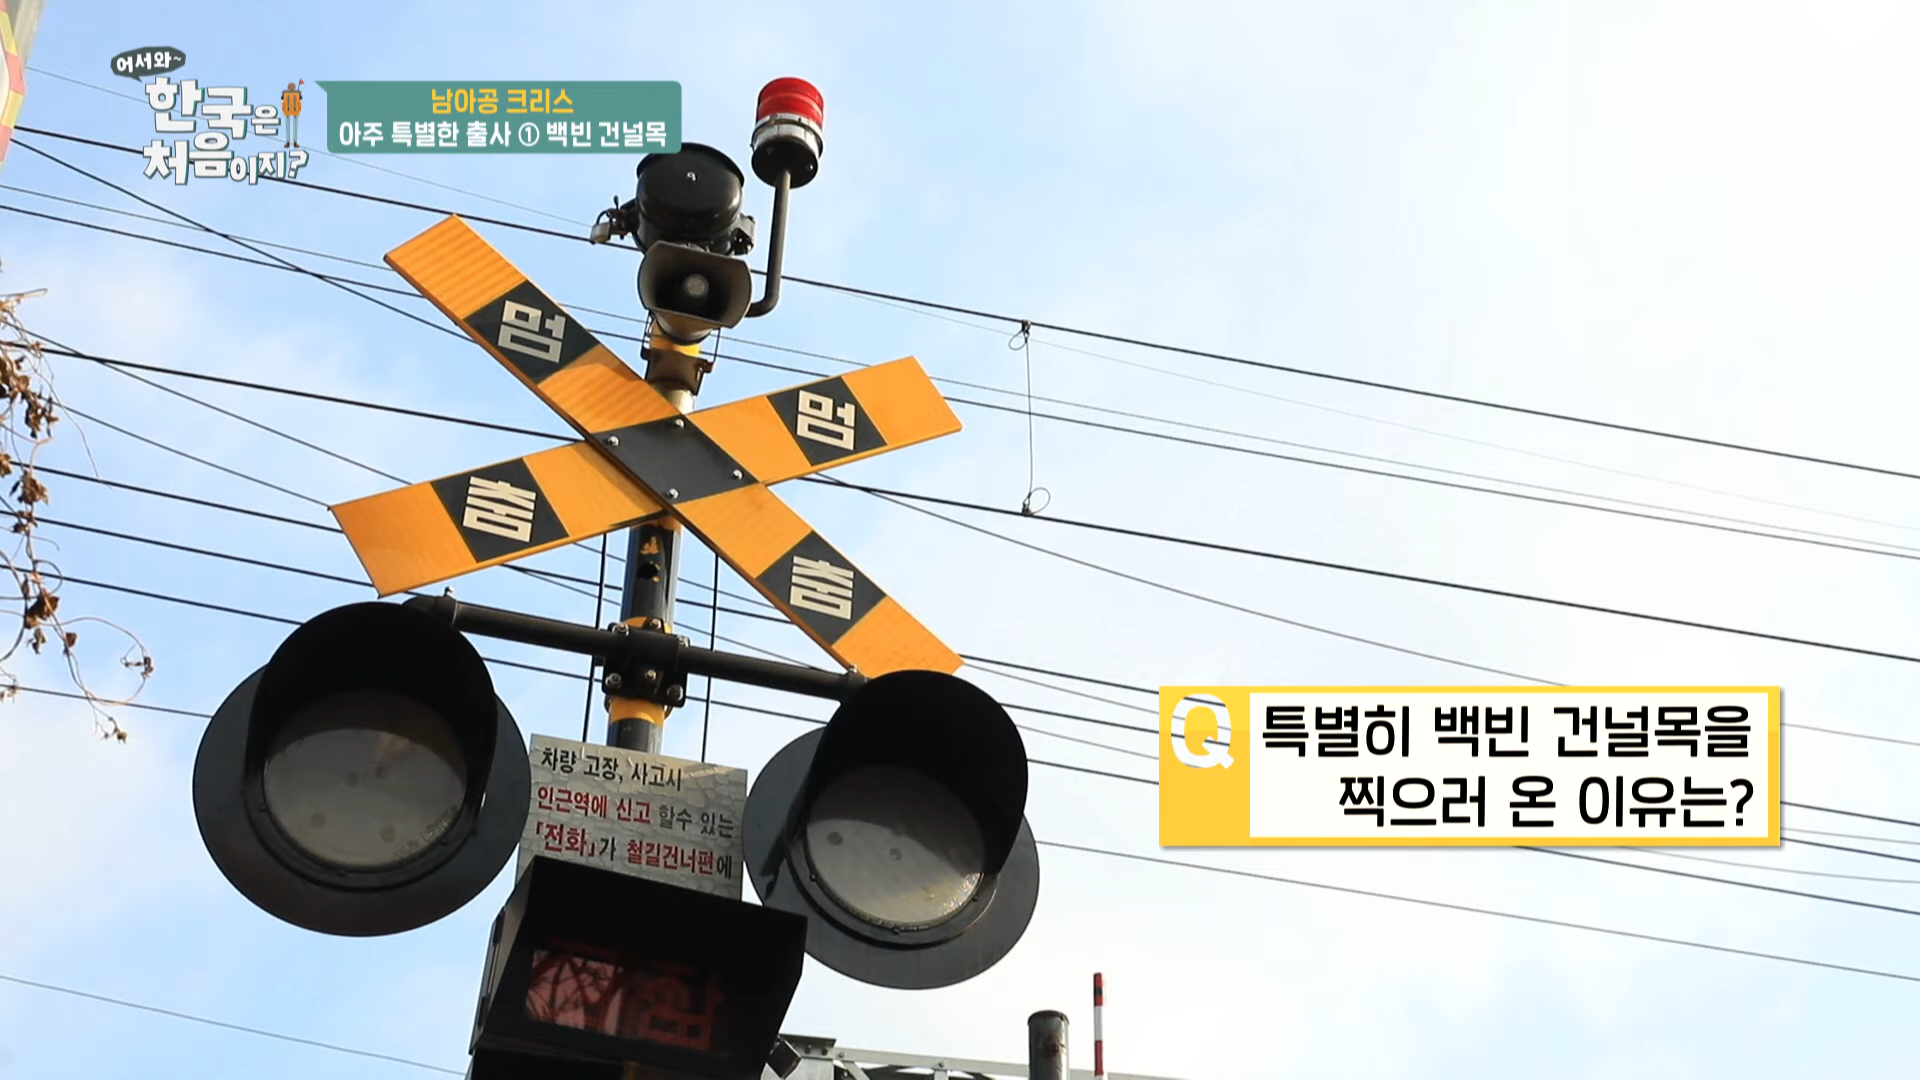 어서와~
한국은
처음이지?
남아공 크리스
아주 특별한 출사 ① 백빈 건널목
멈 멈
춤 춤
차량 고장, 사고시
인근역에 신고 할수 있는
「전화」가 철길건너편에
Q 특별히 백빈 건널목을
찍으러 온 이유는?